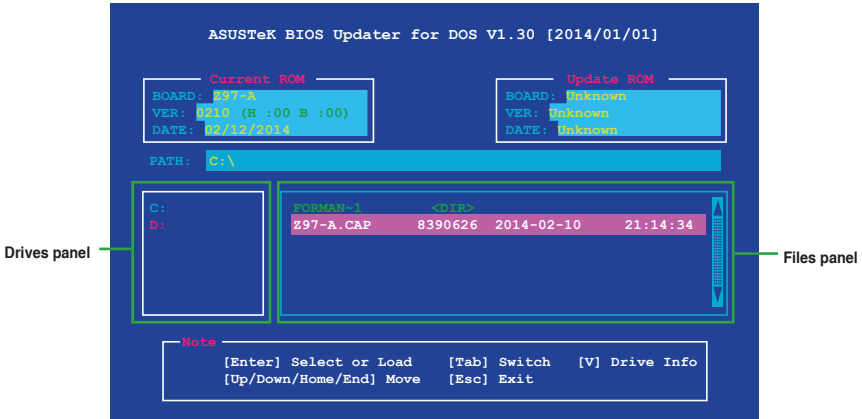 ASUSTeK BIOS Updater for DOS V1.30 [2014/01/01]
Current ROM
BOARD: Z97-A
VER: 0210 (H :00 B :00)
DATE: 02/12/2014
Update ROM
BOARD: Unknown
VER: Unknown
DATE: Unknown
PATH: C:\
C:
D:
FORMAN~1 <DIR>
Z97-A.CAP 8390626 2014-02-10 21:14:34
Drives panel
Files panel
Note
[Enter] Select or Load [Tab] Switch [V] Drive Info
[Up/Down/Home/End] Move [Esc] Exit